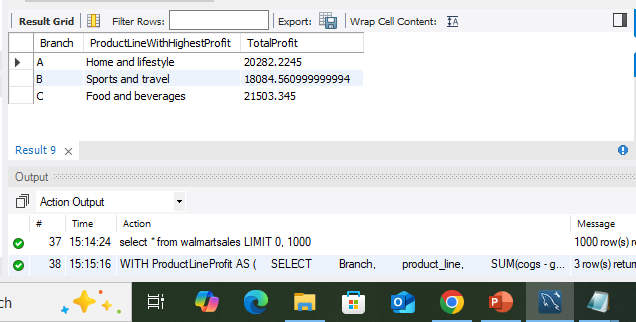 Result Grid Filter Rows: Export: Wrap Cell Content:
Branch ProductLineWithHighestProfit TotalProfit
A Home and lifestyle 20282.2245
B Sports and travel 18084.560999999994
C Food and beverages 21503.345
Result 9
Output
Action Output
# Time Action Message
37 15:14:24 select * from walmartsales LIMIT 0, 1000 1000 row(s) re
38 15:15:16 WITH ProductLineProfit AS ( SELECT Branch, product_line, SUM(cogs - g... 3 row(s) return
ch